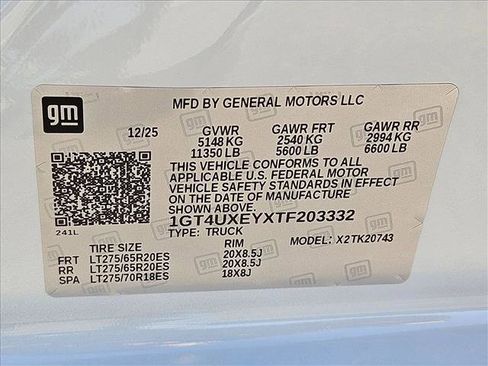 gm
MFD BY GENERAL MOTORS LLC
12/25 GVWR GAWR FRT GAWR RR
5148 KG 2540 KG 2994 KG
11350 LB 5600 LB 6600 LB
THIS VEHICLE CONFORMS TO ALL
APPLICABLE U.S. FEDERAL MOTOR
VEHICLE SAFETY STANDARDS IN EFFECT
ON THE DATE OF MANUFACTURE
SHOWN ABOVE.
1GT4UXEYXTF203332
241L
TYPE: TRUCK MODEL: X2TK20743
TIRE SIZE RIM
FRT LT275/65R20ES 20X8.5J
RR LT275/65R20ES 20X8.5J
SPA LT275/70R18ES 18X8J